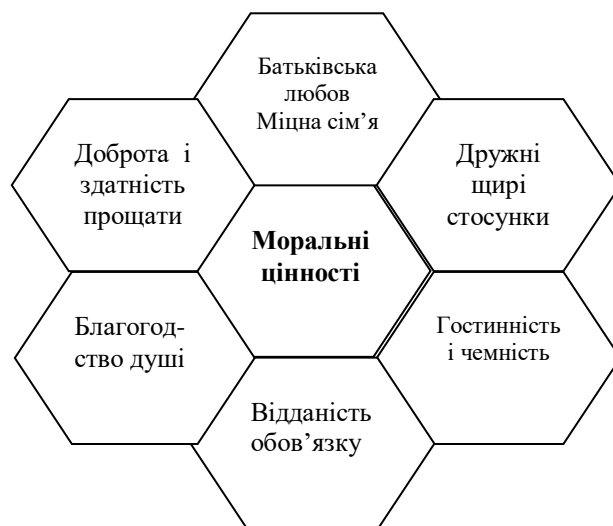 Батьківська
любов
Міцна сім’я
Доброта і
здатність
прощати
Дружні
щирі
стосунки
Моральні
цінності
Благогод-
ство душі
Гостинність
і чемність
Відданість
обов’язку